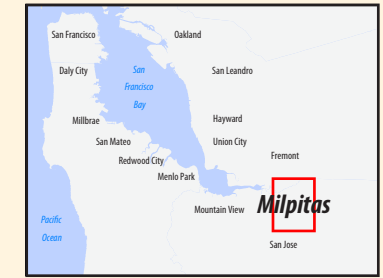 San Francisco
Oakland
Daly City
San
Francisco
Bay
San Leandro
Millbrae
Hayward
San Mateo
Union City
Redwood City
Fremont
Menlo Park
Mountain View
Milpitas
Pacific
Ocean
San Jose